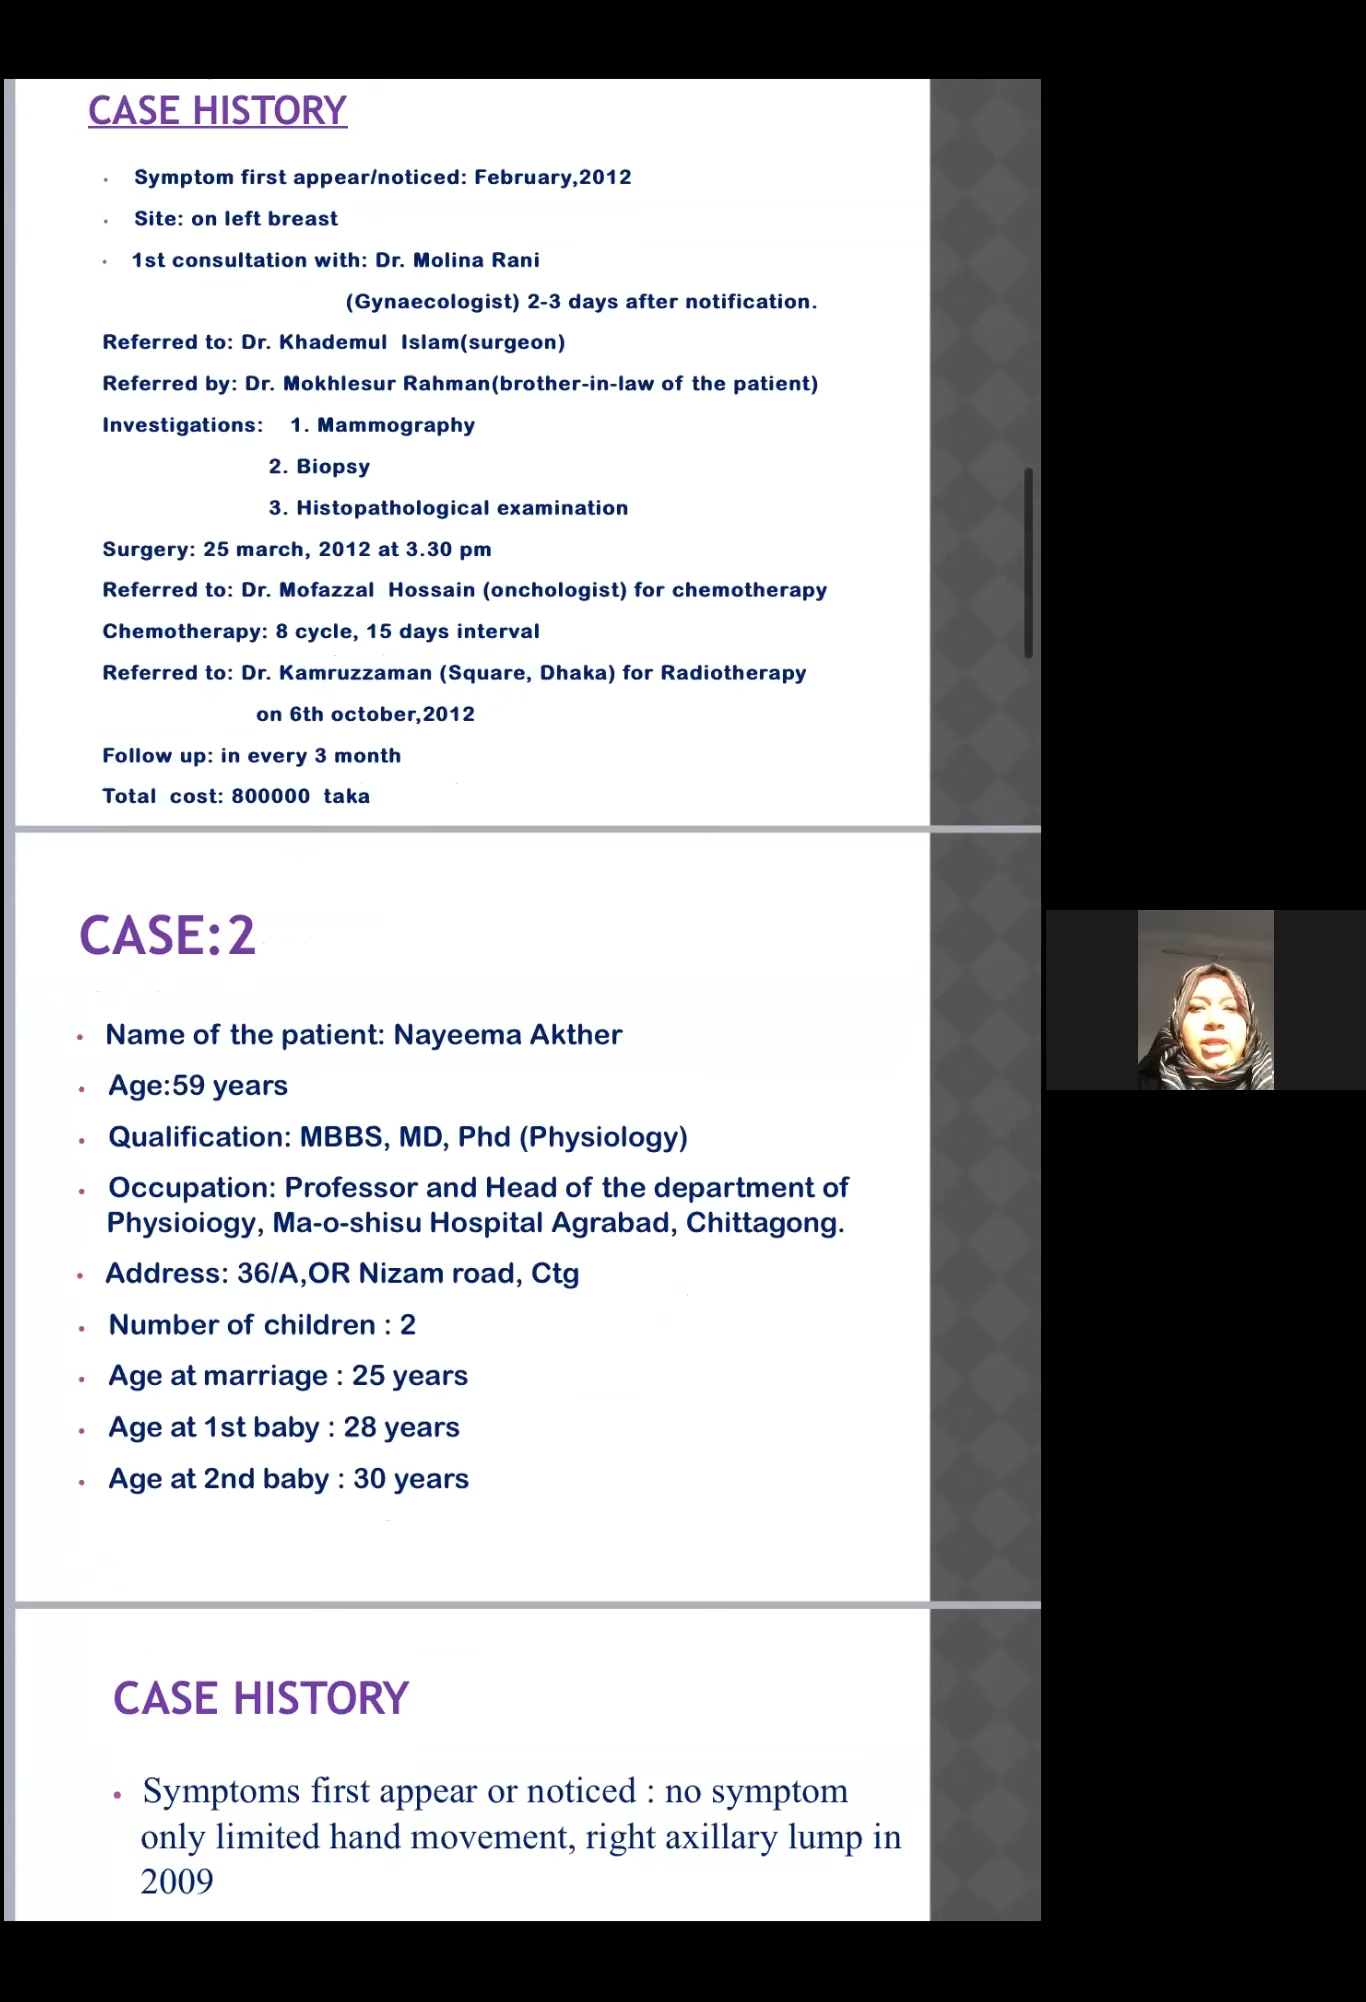 CASE HISTORY
• Symptom first appear/noticed: February,2012
• Site: on left breast
• 1st consultation with: Dr. Molina Rani
(Gynaecologist) 2-3 days after notification.
Referred to: Dr. Khademul Islam(surgeon)
Referred by: Dr. Mokhlesur Rahman(brother-in-law of the patient)
Investigations: 1. Mammography
2. Biopsy
3. Histopathological examination
Surgery: 25 march, 2012 at 3.30 pm
Referred to: Dr. Mofazzal Hossain (onchologist) for chemotherapy
Chemotherapy: 8 cycle, 15 days interval
Referred to: Dr. Kamruzzaman (Square, Dhaka) for Radiotherapy
on 6th october,2012
Follow up: in every 3 month
Total cost: 800000 taka
CASE:2
• Name of the patient: Nayeema Akther
• Age:59 years
• Qualification: MBBS, MD, Phd (Physiology)
• Occupation: Professor and Head of the department of
Physioiogy, Ma-o-shisu Hospital Agrabad, Chittagong.
• Address: 36/A,OR Nizam road, Ctg
• Number of children : 2
• Age at marriage : 25 years
• Age at 1st baby : 28 years
• Age at 2nd baby : 30 years
CASE HISTORY
• Symptoms first appear or noticed : no symptom
only limited hand movement, right axillary lump in
2009